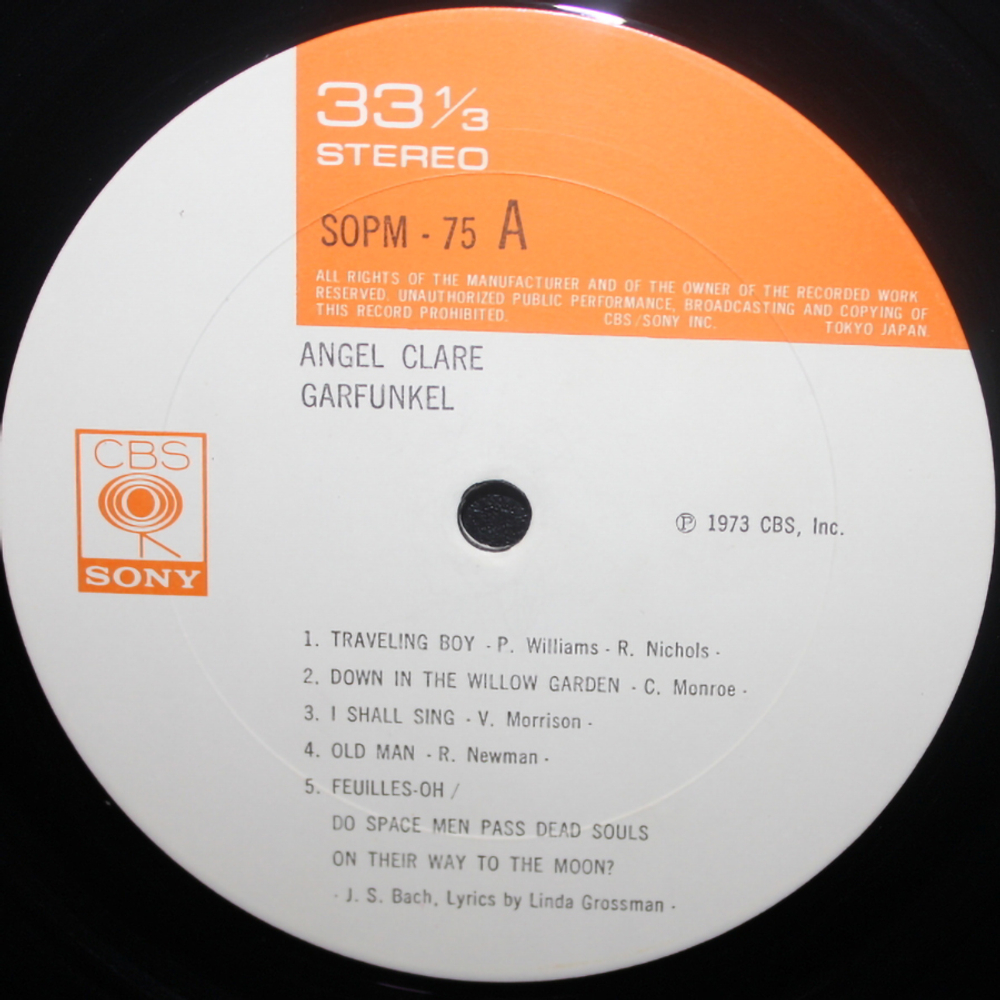 33 1/3
STEREO
SOPM - 75 A
ALL RIGHTS OF THE MANUFACTURER AND OF THE OWNER OF THE RECORDED WORK
RESERVED. UNAUTHORIZED PUBLIC PERFORMANCE, BROADCASTING AND COPYING OF
THIS RECORD PROHIBITED. CBS/SONY INC. TOKYO JAPAN.
ANGEL CLARE
GARFUNKEL
CBS
SONY
℗ 1973 CBS, Inc.
1. TRAVELING BOY - P. Williams - R. Nichols -
2. DOWN IN THE WILLOW GARDEN - C. Monroe -
3. I SHALL SING - V. Morrison -
4. OLD MAN - R. Newman -
5. FEUILLES-OH /
DO SPACE MEN PASS DEAD SOULS
ON THEIR WAY TO THE MOON?
- J. S. Bach, Lyrics by Linda Grossman -